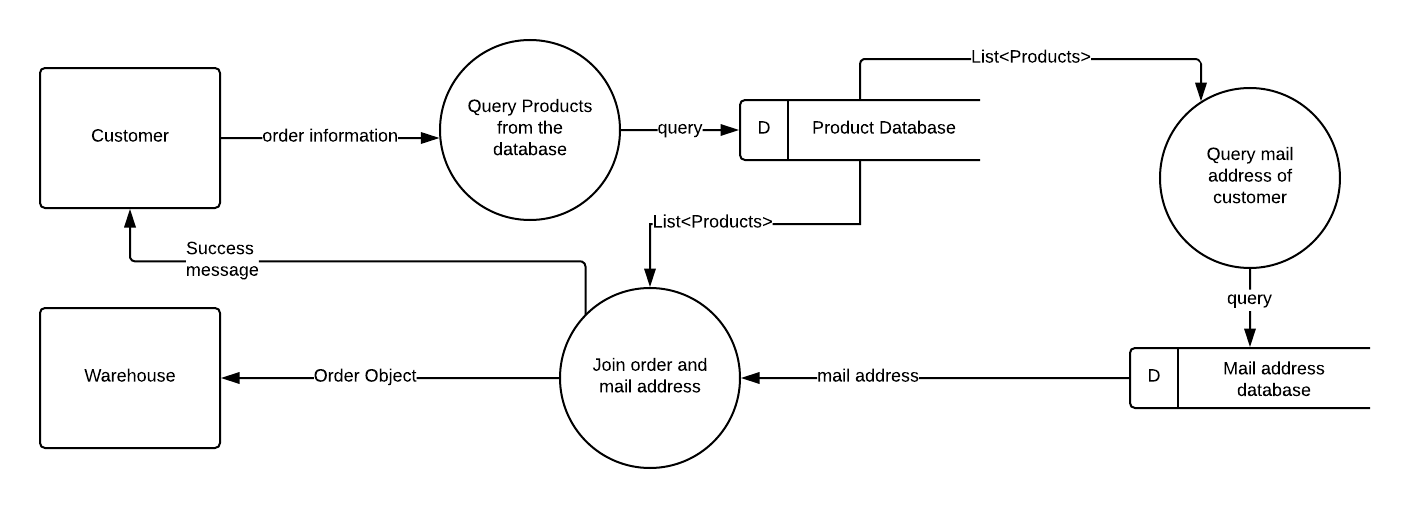 List<Products>
Customer
order information
Query Products
from the
database
query
D
Product Database
Query mail
address of
customer
List<Products>
Success
message
query
Warehouse
Order Object
Join order and
mail address
mail address
D
Mail address
database